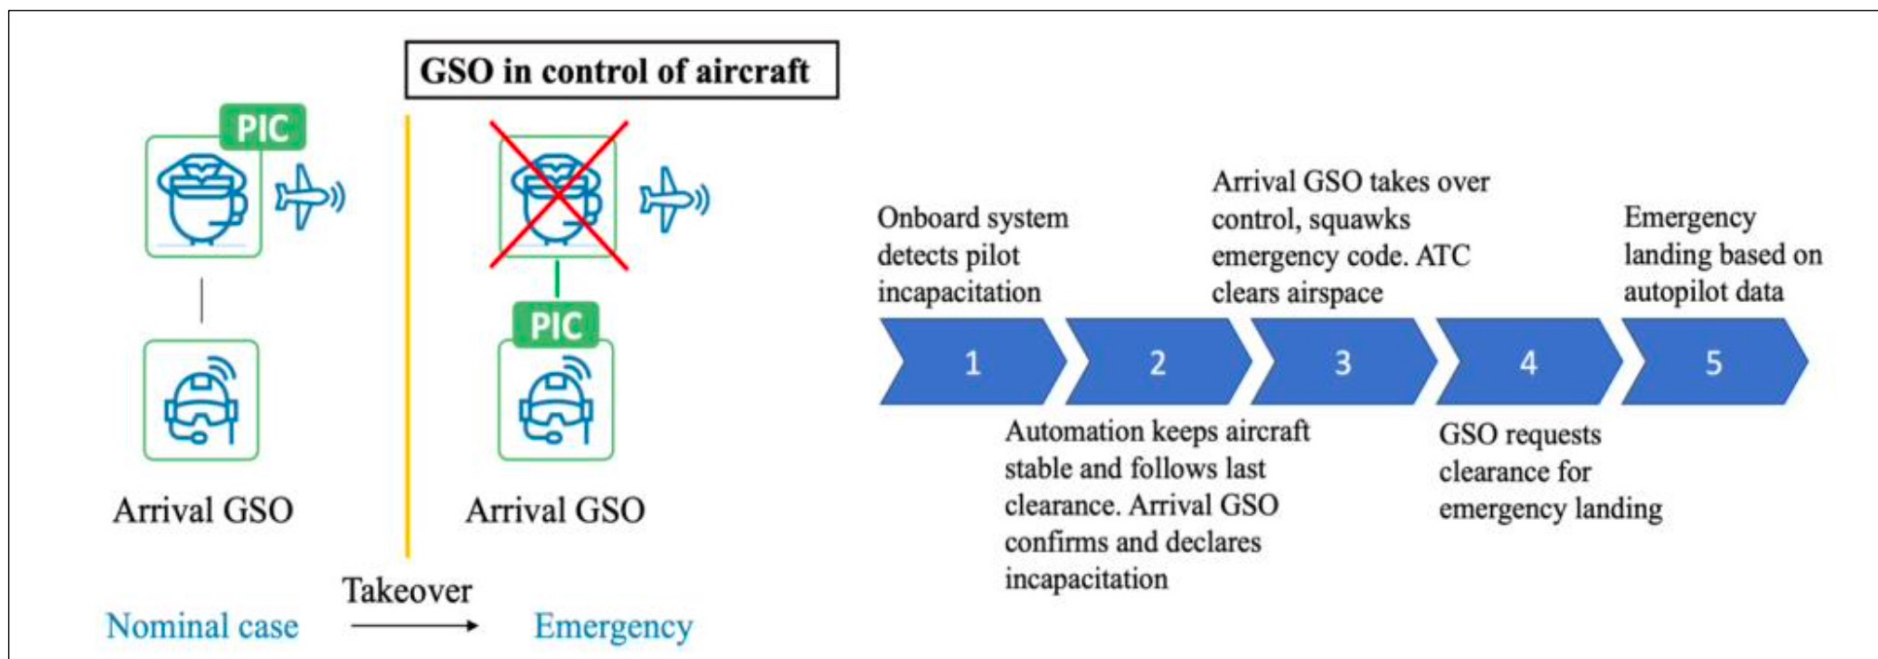 GSO in control of aircraft
PIC
PIC
Arrival GSO
Arrival GSO
Takeover
Nominal case
Emergency
Onboard system
detects pilot
incapacitation
1
Automation keeps aircraft
stable and follows last
clearance. Arrival GSO
confirms and declares
incapacitation
2
Arrival GSO takes over
control, squawks
emergency code. ATC
clears airspace
3
GSO requests
clearance for
emergency landing
4
Emergency
landing based on
autopilot data
5